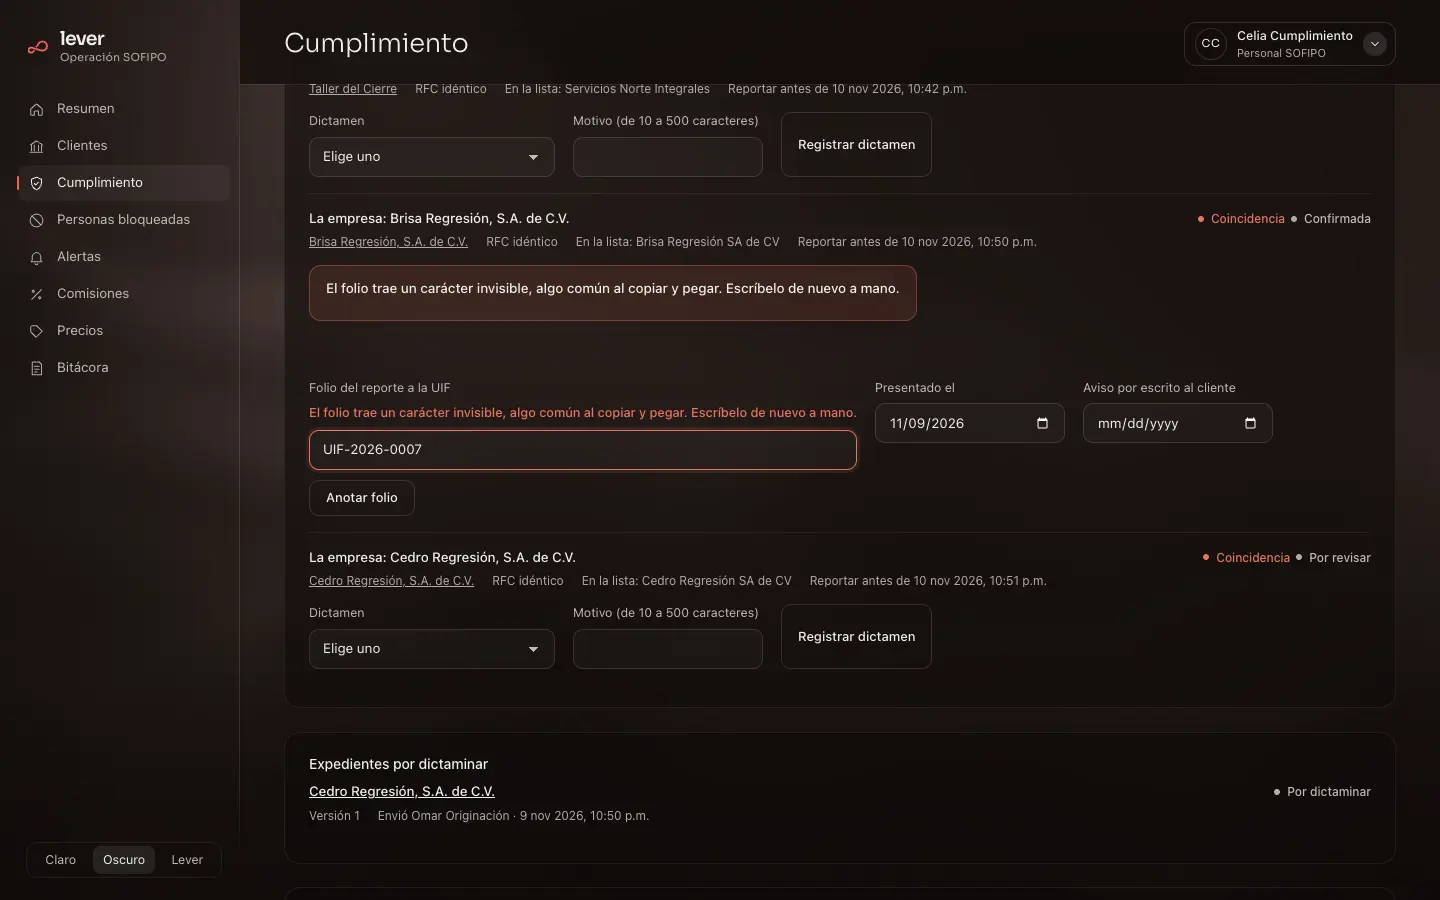 lever
Operación SOFIPO
Resumen
Clientes
Cumplimiento
Personas bloqueadas
Alertas
Comisiones
Precios
Bitácora
Claro
Oscuro
Lever
Cumplimiento
CC
Celia Cumplimiento
Personal SOFIPO
Taller del Cierre RFC idéntico En la lista: Servicios Norte Integrales Reportar antes de 10 nov 2026, 10:42 p.m.
Dictamen Motivo (de 10 a 500 caracteres)
Elige uno Registrar dictamen
La empresa: Brisa Regresión, S.A. de C.V. Coincidencia Confirmada
Brisa Regresión, S.A. de C.V. RFC idéntico En la lista: Brisa Regresión SA de CV Reportar antes de 10 nov 2026, 10:50 p.m.
El folio trae un carácter invisible, algo común al copiar y pegar. Escríbelo de nuevo a mano.
Folio del reporte a la UIF Presentado el Aviso por escrito al cliente
El folio trae un carácter invisible, algo común al copiar y pegar. Escríbelo de nuevo a mano.
11/09/2026 mm/dd/yyyy
UIF-2026-0007
Anotar folio
La empresa: Cedro Regresión, S.A. de C.V. Coincidencia Por revisar
Cedro Regresión, S.A. de C.V. RFC idéntico En la lista: Cedro Regresión SA de CV Reportar antes de 10 nov 2026, 10:51 p.m.
Dictamen Motivo (de 10 a 500 caracteres)
Elige uno Registrar dictamen
Expedientes por dictaminar
Cedro Regresión, S.A. de C.V. Por dictaminar
Versión 1 Envió Omar Originación · 9 nov 2026, 10:50 p.m.